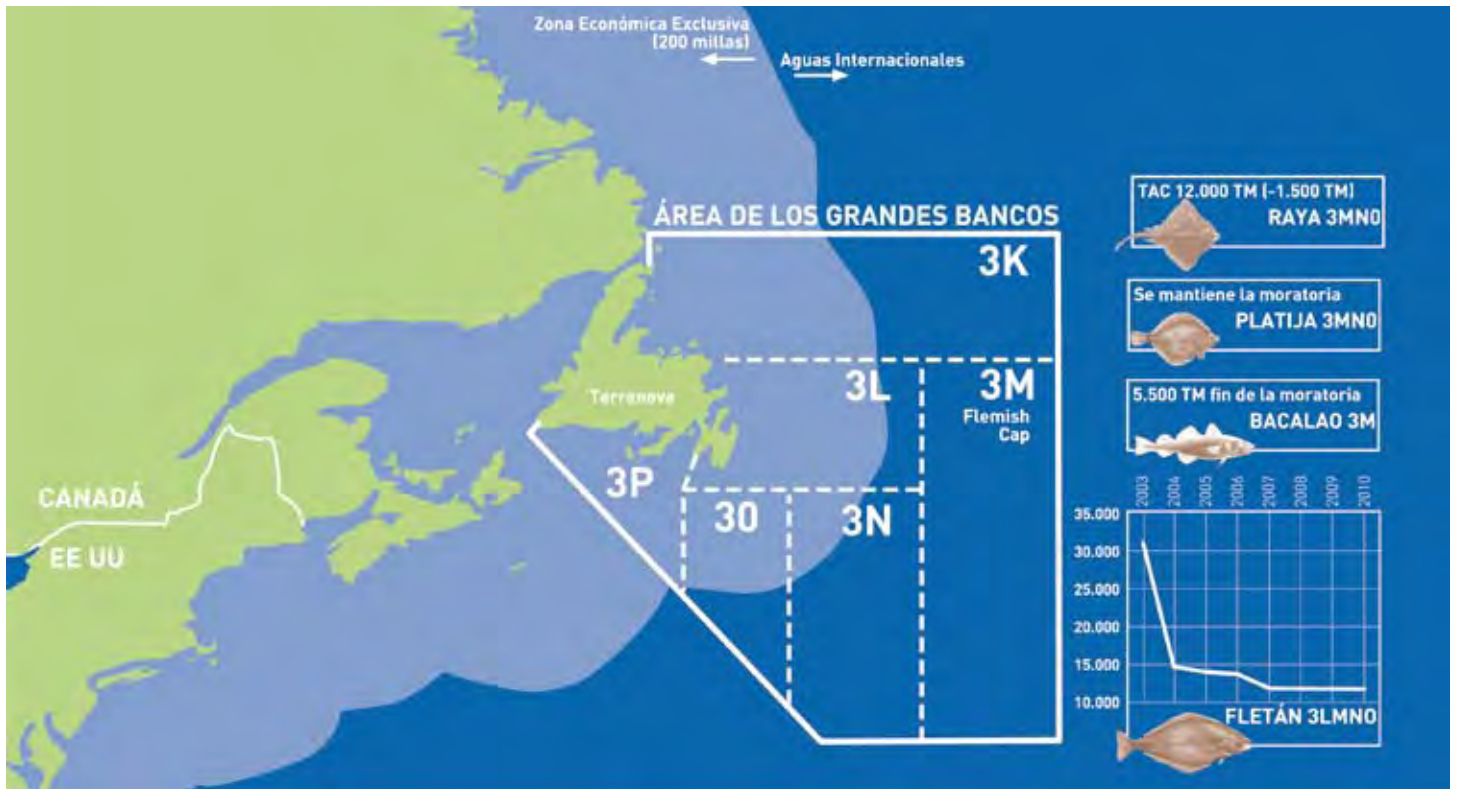 Zona Económica Exclusiva
(200 millas)
Aguas Internacionales
ÁREA DE LOS GRANDES BANCOS
3K
3L
3M
Flemish
Cap
Terranova
3P
30
3N
CANADÁ
EE UU
TAC 12.000 TM (-1.500 TM)
RAYA 3MN0
Se mantiene la moratoria
PLATIJA 3MN0
5.500 TM fin de la moratoria
BACALAO 3M
2003
2004
2005
2006
2007
2008
2009
2010
35.000
30.000
25.000
20.000
15.000
10.000
FLETÁN 3LMNO